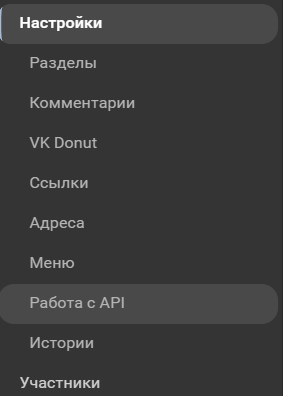 Настройки
Разделы
Комментарии
VK Donut
Ссылки
Адреса
Меню
Работа с API
Истории
Участники